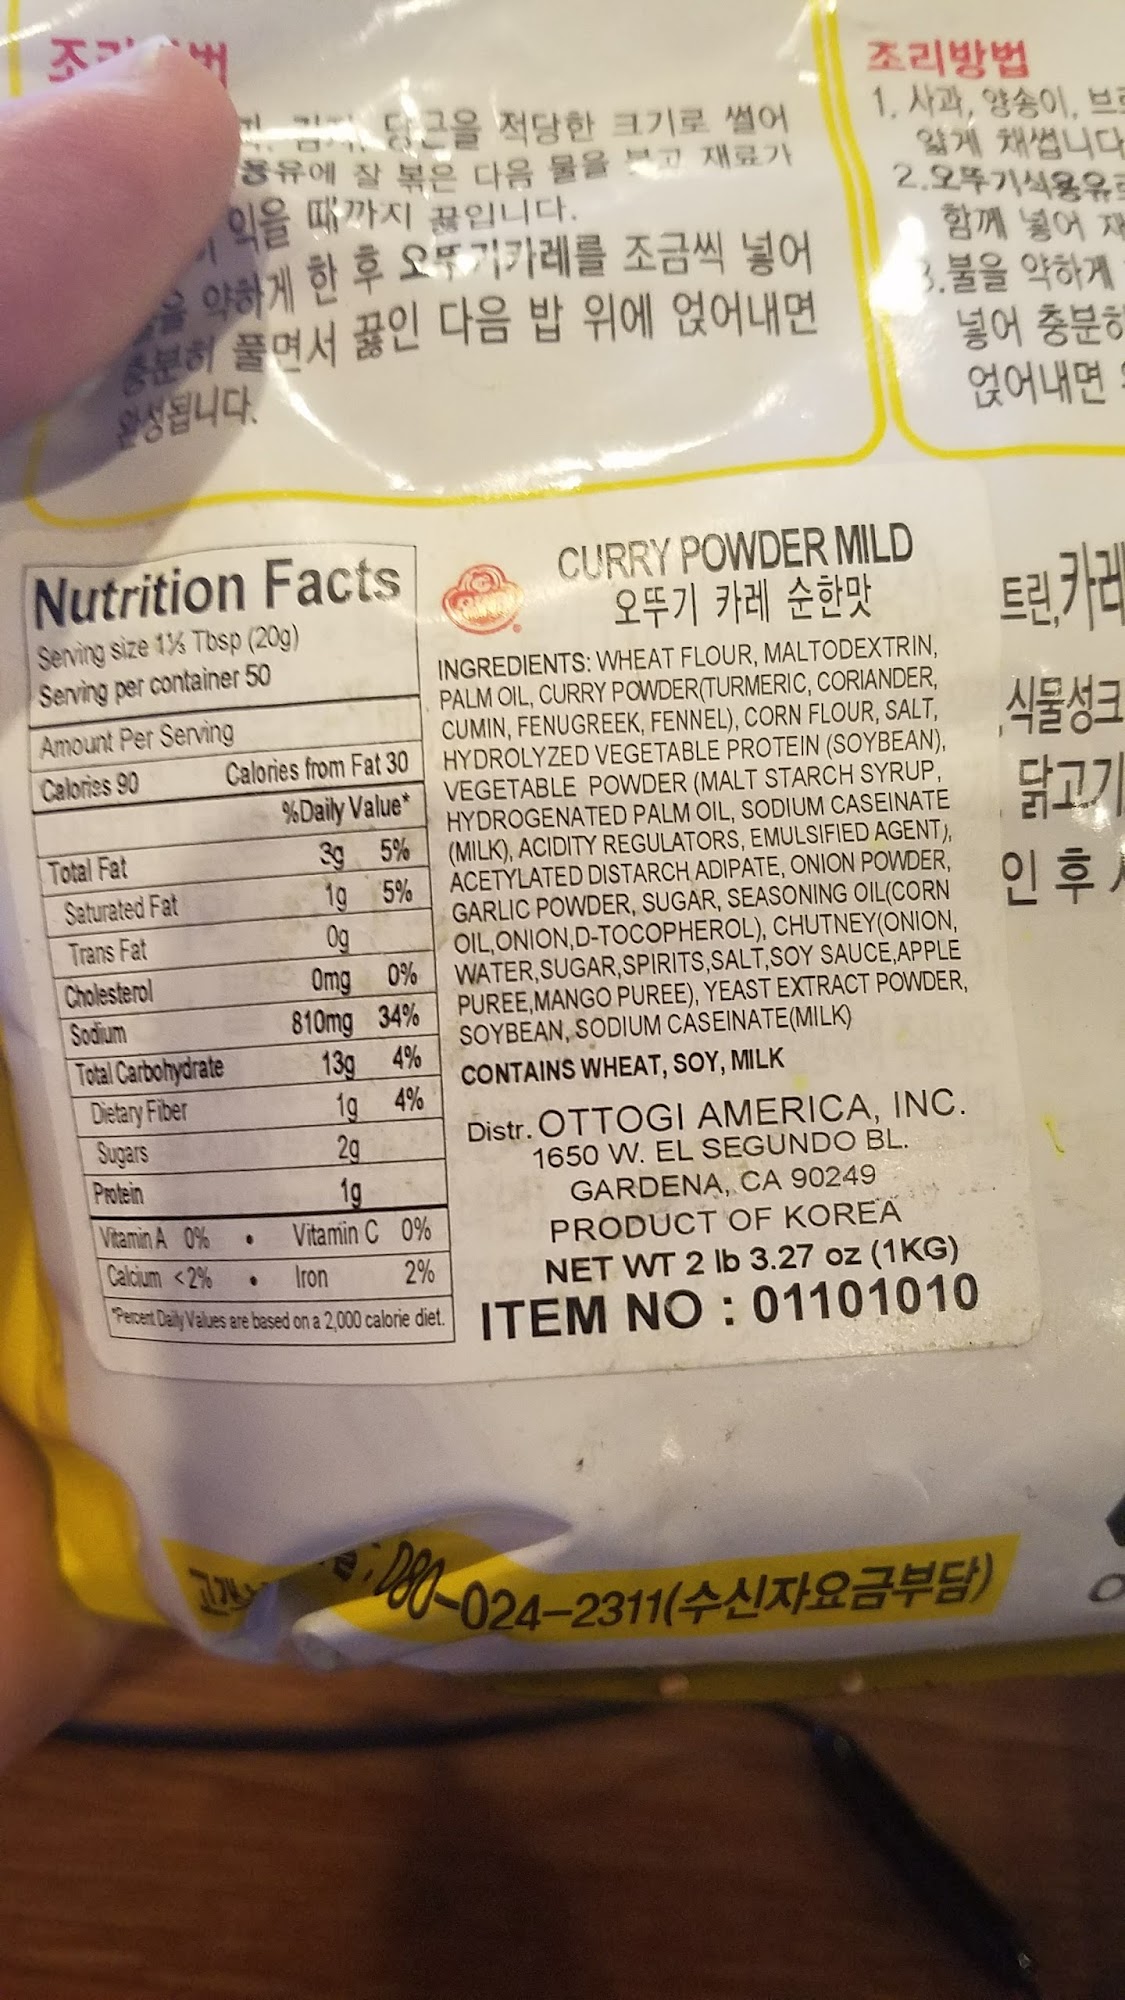 당근을 적당한 크기로 썰어
용유에 잘 볶은 다음 물을 붓고 재료가
익을 때까지 끓입니다.
약하게 한 후 오뚜기카레를 조금씩 넣어
충분히 풀면서 끓인 다음 밥 위에 얹어내면
완성됩니다.
조리방법
1. 사과, 양송이,
얇게 채썹니다
2.오뚜기식용유
함께 넣어
3.불을 약하게
넣어 충분히
얹어내면
Nutrition Facts
Serving size 1⅓ Tbsp (20g)
Serving per container 50
Amount Per Serving
Calories 90 Calories from Fat 30
%Daily Value*
Total Fat 3g 5%
Saturated Fat 1g 5%
Trans Fat 0g
Cholesterol 0mg 0%
Sodium 810mg 34%
Total Carbohydrate 13g 4%
Dietary Fiber 1g 4%
Sugars 2g
Protein 1g
Vitamin A 0% • Vitamin C 0%
Calcium <2% • Iron 2%
*Percent Daily Values are based on a 2,000 calorie diet.
CURRY POWDER MILD
오뚜기 카레 순한맛
INGREDIENTS: WHEAT FLOUR, MALTODEXTRIN,
PALM OIL, CURRY POWDER(TURMERIC, CORIANDER,
CUMIN, FENUGREEK, FENNEL), CORN FLOUR, SALT,
HYDROLYZED VEGETABLE PROTEIN (SOYBEAN),
VEGETABLE POWDER (MALT STARCH SYRUP,
HYDROGENATED PALM OIL, SODIUM CASEINATE
(MILK), ACIDITY REGULATORS, EMULSIFIED AGENT),
ACETYLATED DISTARCH ADIPATE, ONION POWDER,
GARLIC POWDER, SUGAR, SEASONING OIL(CORN
OIL,ONION,D-TOCOPHEROL), CHUTNEY(ONION,
WATER,SUGAR,SPIRITS,SALT,SOY SAUCE,APPLE
PUREE,MANGO PUREE), YEAST EXTRACT POWDER,
SOYBEAN, SODIUM CASEINATE(MILK)
CONTAINS WHEAT, SOY, MILK
Distr. OTTOGI AMERICA, INC.
1650 W. EL SEGUNDO BL.
GARDENA, CA 90249
PRODUCT OF KOREA
NET WT 2 lb 3.27 oz (1KG)
ITEM NO : 01101010
트린,카레
,식물성크
닭고기
인 후
080-024-2311(수신자요금부담)